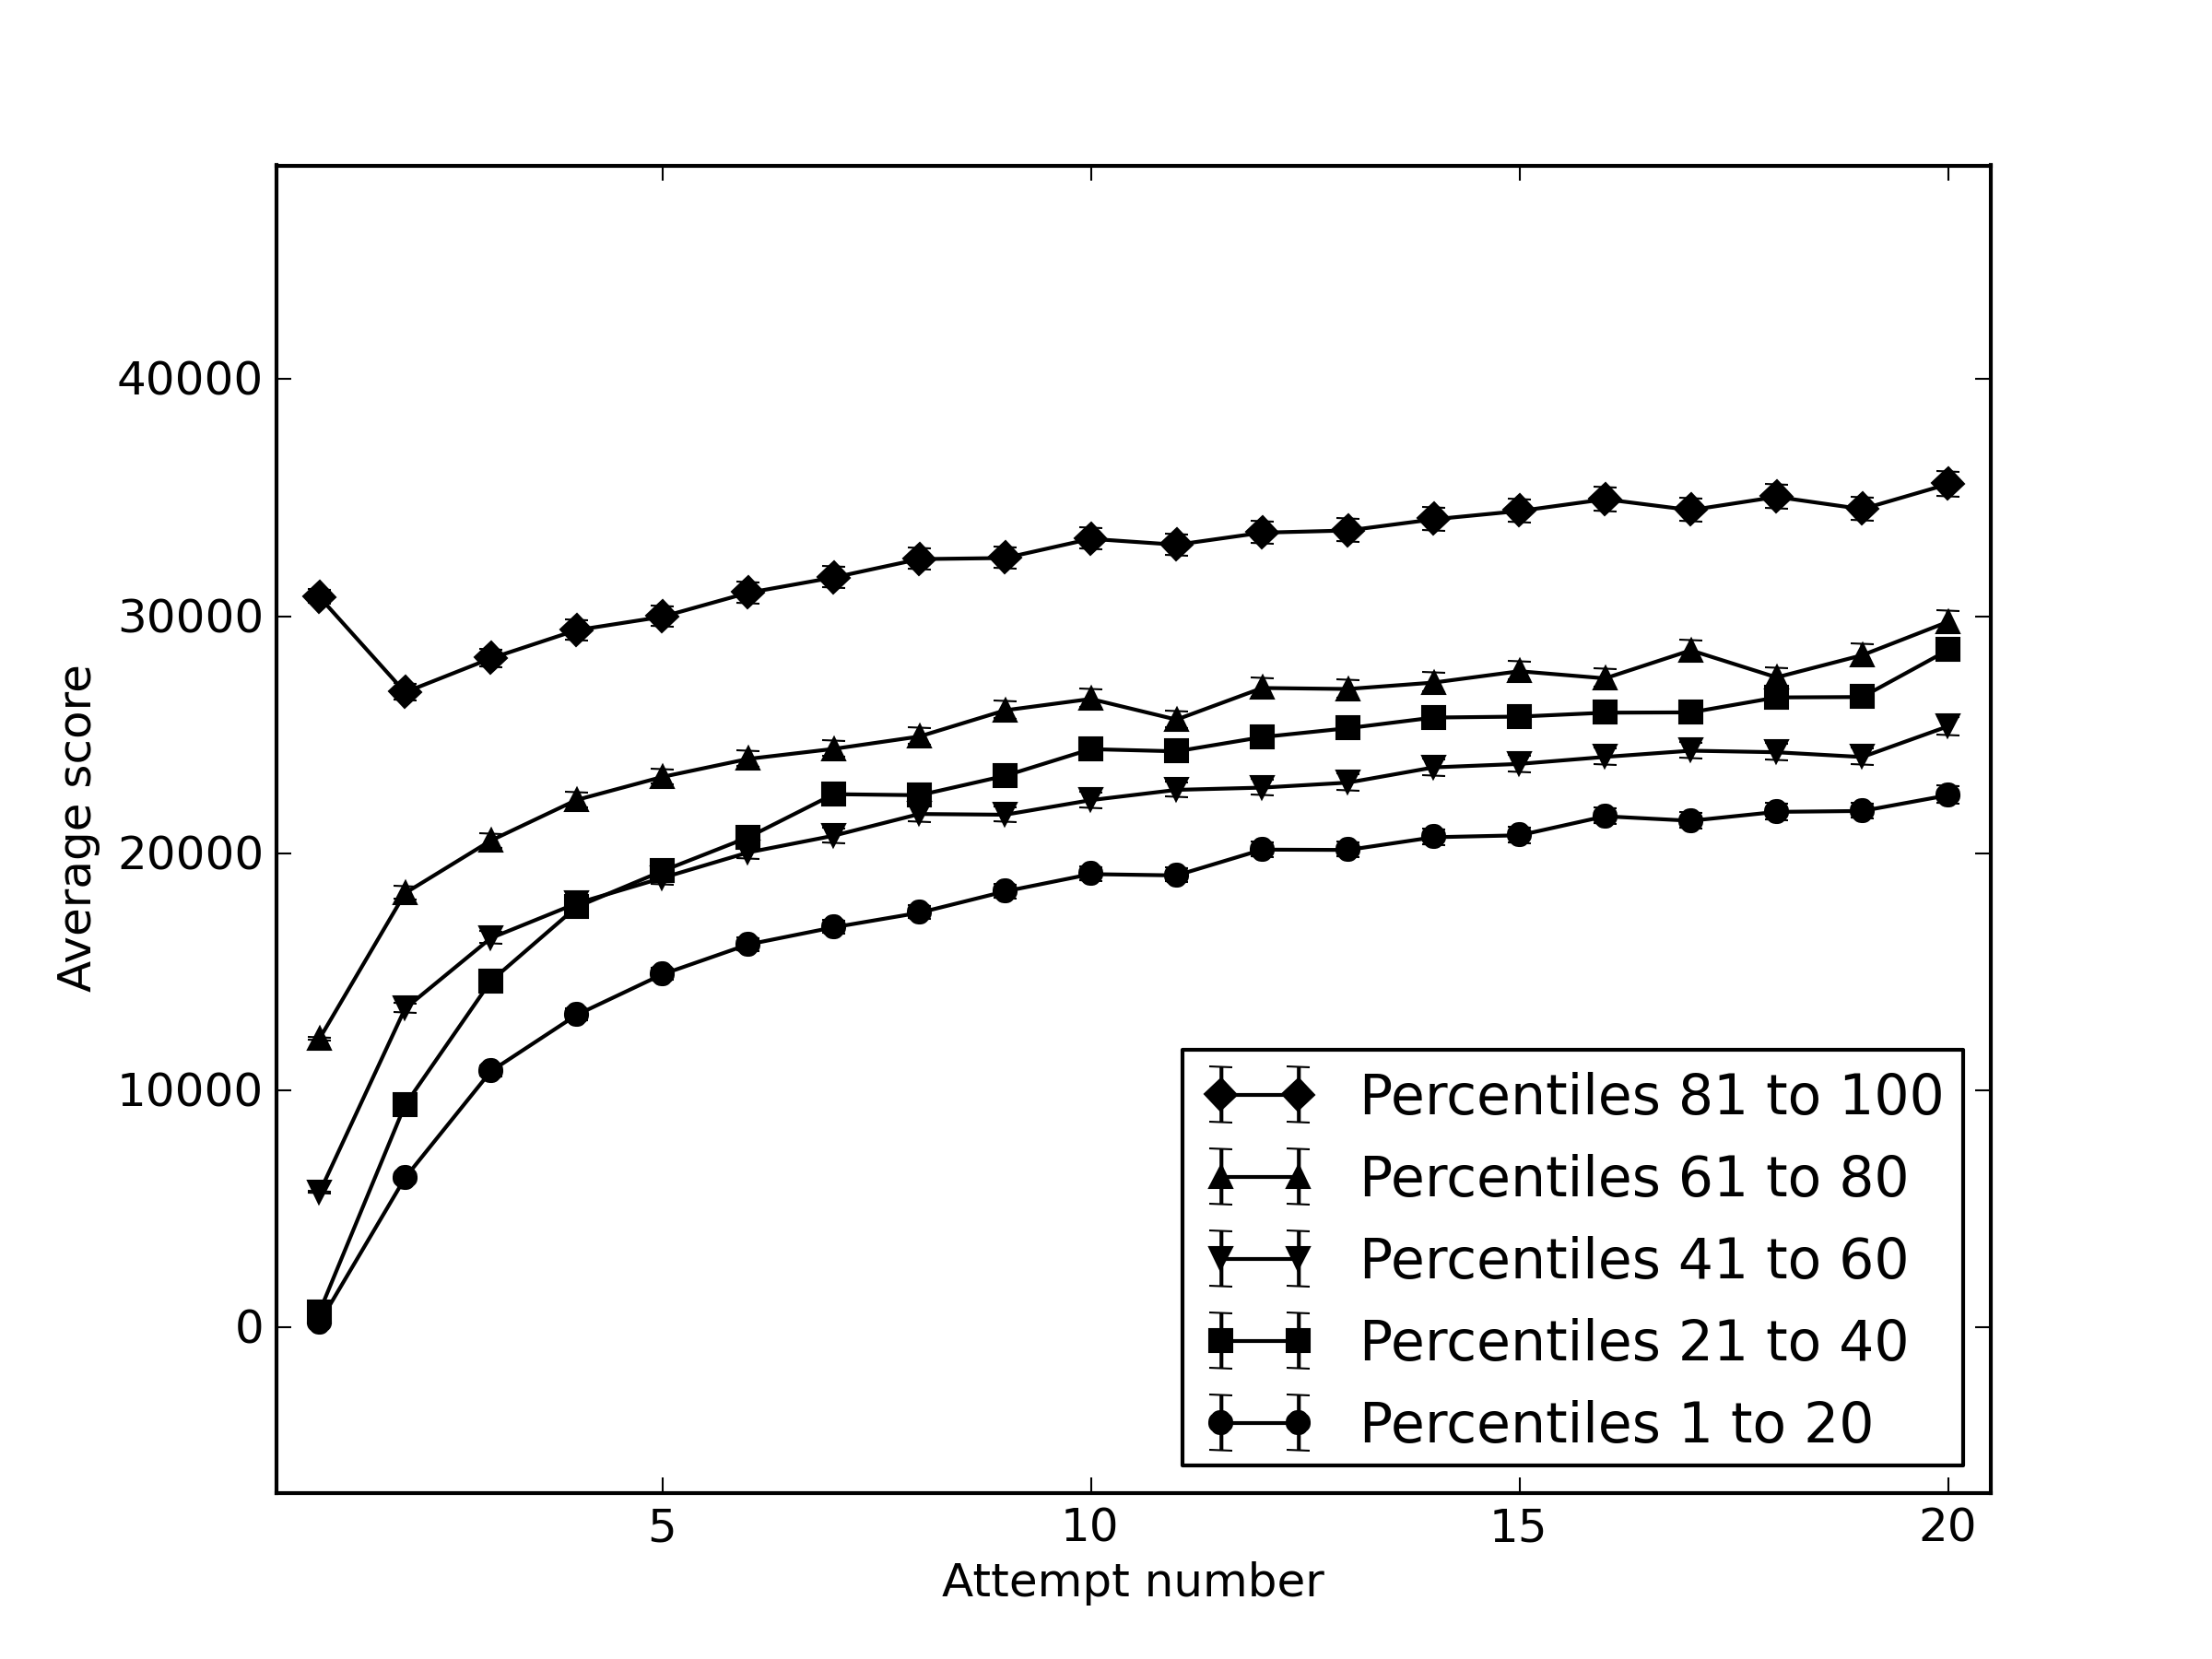 40000
30000
20000
10000
0
Average score
5
10
15
20
Attempt number
Percentiles 81 to 100
Percentiles 61 to 80
Percentiles 41 to 60
Percentiles 21 to 40
Percentiles 1 to 20